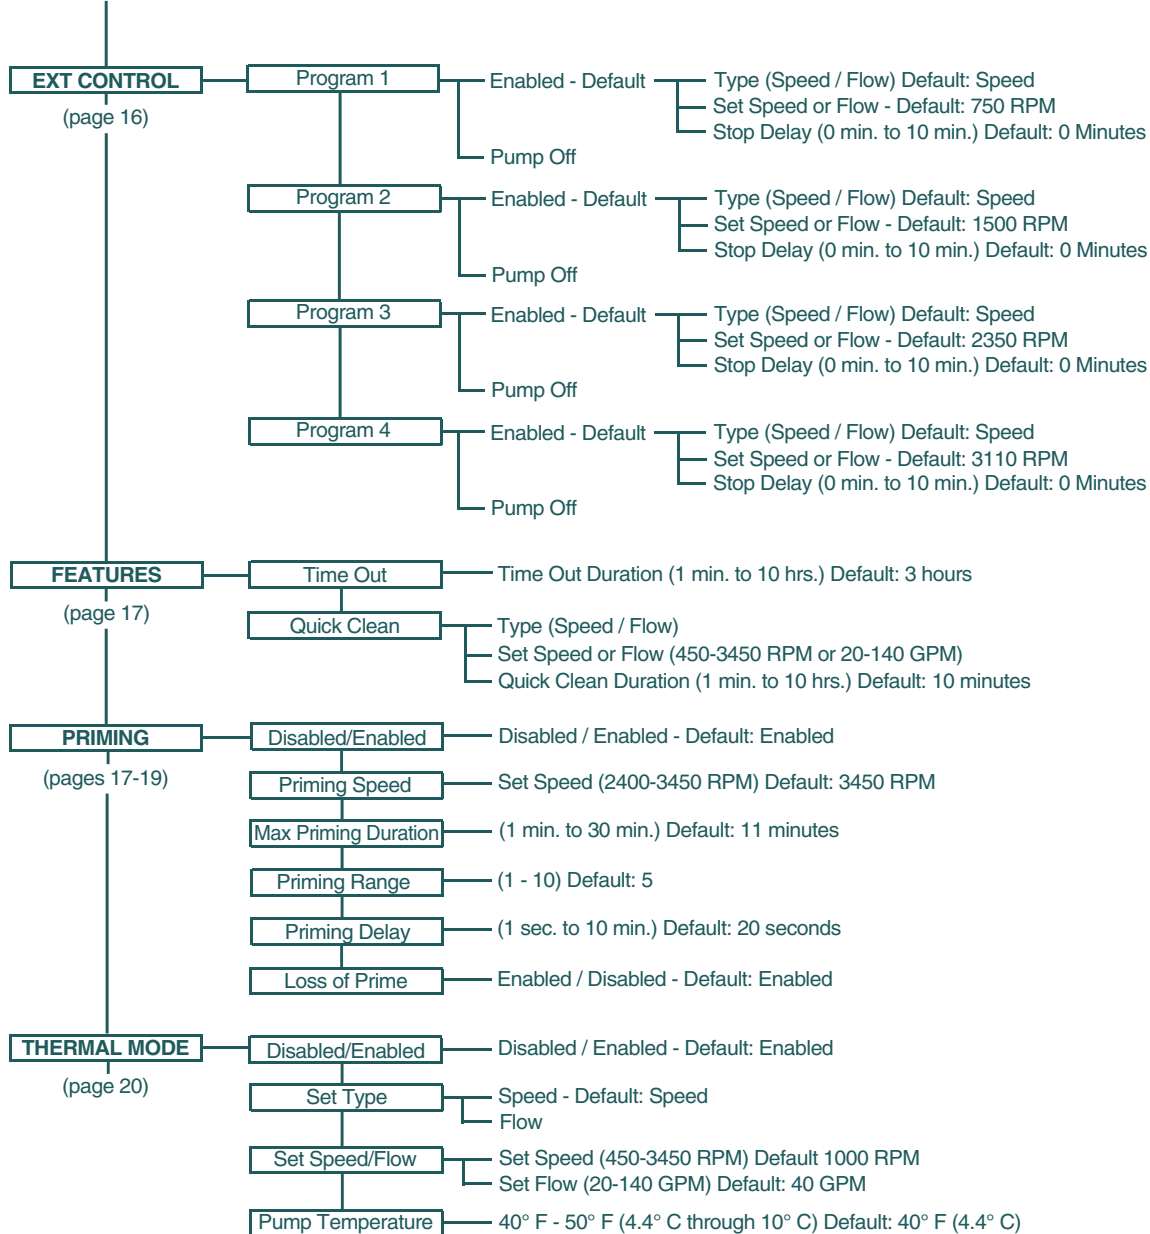 EXT CONTROL
(page 16)
Program 1
Enabled - Default
Type (Speed / Flow) Default: Speed
Set Speed or Flow - Default: 750 RPM
Stop Delay (0 min. to 10 min.) Default: 0 Minutes
Pump Off
Program 2
Enabled - Default
Type (Speed / Flow) Default: Speed
Set Speed or Flow - Default: 1500 RPM
Stop Delay (0 min. to 10 min.) Default: 0 Minutes
Pump Off
Program 3
Enabled - Default
Type (Speed / Flow) Default: Speed
Set Speed or Flow - Default: 2350 RPM
Stop Delay (0 min. to 10 min.) Default: 0 Minutes
Pump Off
Program 4
Enabled - Default
Type (Speed / Flow) Default: Speed
Set Speed or Flow - Default: 3110 RPM
Stop Delay (0 min. to 10 min.) Default: 0 Minutes
Pump Off
FEATURES
(page 17)
Time Out
Time Out Duration (1 min. to 10 hrs.) Default: 3 hours
Quick Clean
Type (Speed / Flow)
Set Speed or Flow (450-3450 RPM or 20-140 GPM)
Quick Clean Duration (1 min. to 10 hrs.) Default: 10 minutes
PRIMING
(pages 17-19)
Disabled/Enabled
Disabled / Enabled - Default: Enabled
Priming Speed
Set Speed (2400-3450 RPM) Default: 3450 RPM
Max Priming Duration
(1 min. to 30 min.) Default: 11 minutes
Priming Range
(1 - 10) Default: 5
Priming Delay
(1 sec. to 10 min.) Default: 20 seconds
Loss of Prime
Enabled / Disabled - Default: Enabled
THERMAL MODE
(page 20)
Disabled/Enabled
Disabled / Enabled - Default: Enabled
Set Type
Speed - Default: Speed
Flow
Set Speed/Flow
Set Speed (450-3450 RPM) Default 1000 RPM
Set Flow (20-140 GPM) Default: 40 GPM
Pump Temperature
40° F - 50° F (4.4° C through 10° C) Default: 40° F (4.4° C)